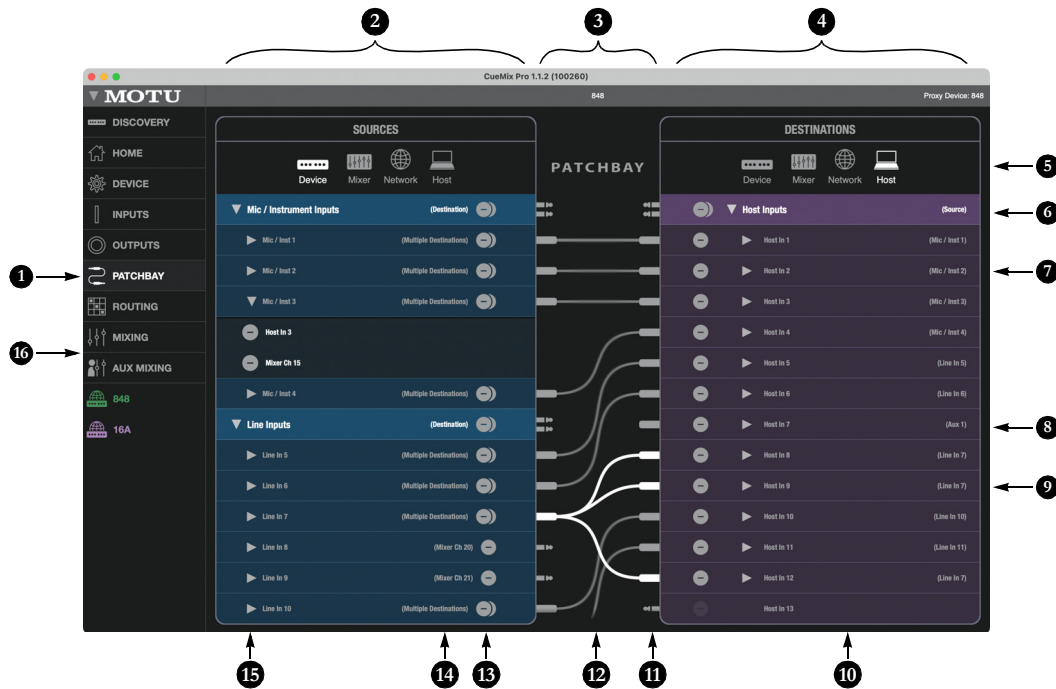 2 3 4
CueMix Pro 1.1.2 (100260)
MOTU 848 Proxy Device: 848
DISCOVERY
HOME
DEVICE
INPUTS
OUTPUTS
1 PATCHBAY
ROUTING
MIXING
16
AUX MIXING
848
16A
SOURCES
Device Mixer Network Host
Mic / Instrument Inputs (Destination)
Mic / Inst 1 (Multiple Destinations)
Mic / Inst 2 (Multiple Destinations)
Mic / Inst 3 (Multiple Destinations)
Host In 3
Mixer Ch 15
Mic / Inst 4 (Multiple Destinations)
Line Inputs (Destination)
Line In 5 (Multiple Destinations)
Line In 6 (Multiple Destinations)
Line In 7 (Multiple Destinations)
Line In 8 (Mixer Ch 20)
Line In 9 (Mixer Ch 21)
Line In 10 (Multiple Destinations)
PATCHBAY
DESTINATIONS
Device Mixer Network Host 5
Host Inputs (Source) 6
Host In 1 (Mic / Inst 1)
Host In 2 (Mic / Inst 2) 7
Host In 3 (Mic / Inst 3)
Host In 4 (Mic / Inst 4)
Host In 5 (Line In 5)
Host In 6 (Line In 6)
Host In 7 (Aux 1) 8
Host In 8 (Line In 7)
Host In 9 (Line In 7) 9
Host In 10 (Line In 10)
Host In 11 (Line In 11)
Host In 12 (Line In 7)
Host In 13
15 14 13 12 11 10